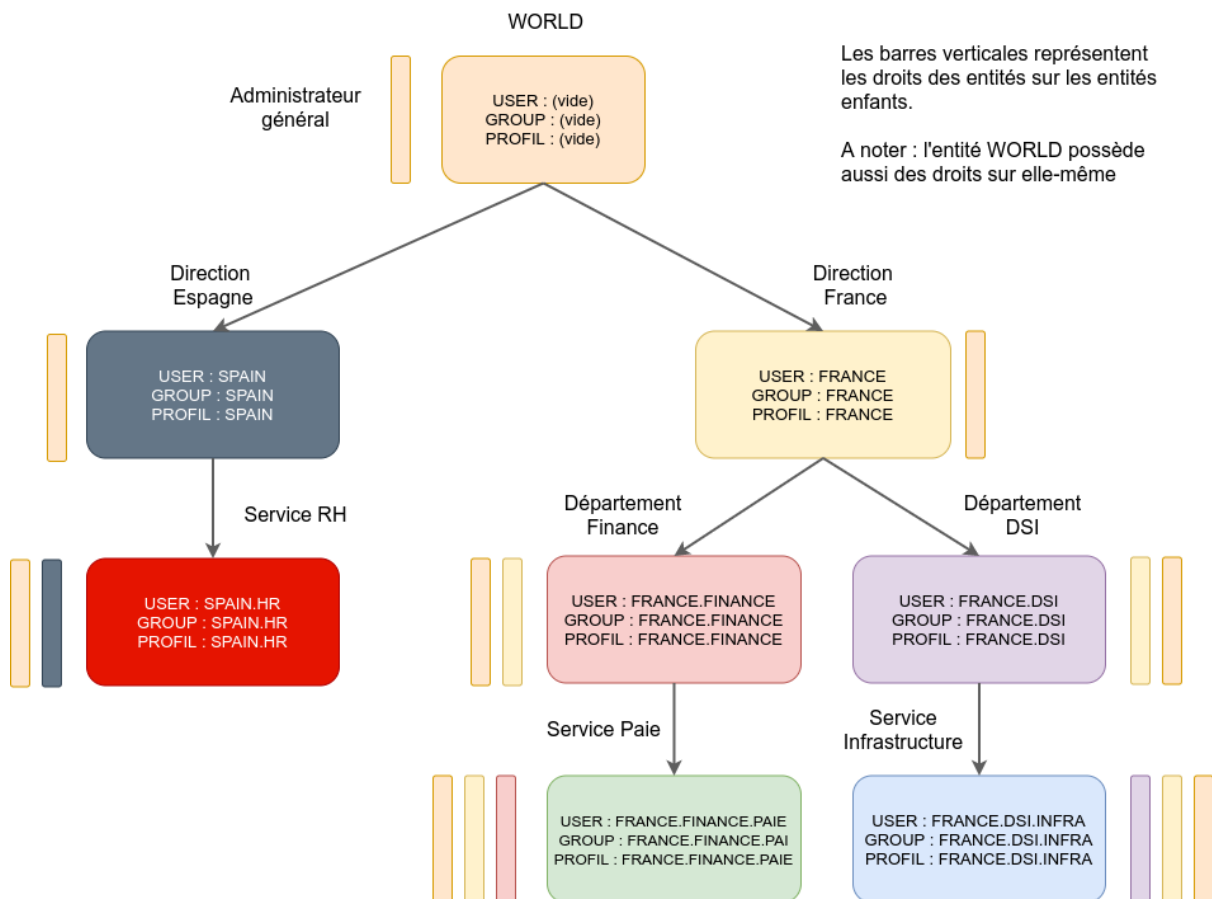 WORLD
Administrateur
général
USER : (vide)
GROUP : (vide)
PROFIL : (vide)
Les barres verticales représentent
les droits des entités sur les entités
enfants.
A noter : l'entité WORLD possède
aussi des droits sur elle-même
Direction
Espagne
Direction
France
USER : SPAIN
GROUP : SPAIN
PROFIL : SPAIN
USER : FRANCE
GROUP : FRANCE
PROFIL : FRANCE
Service RH
Département
Finance
Département
DSI
USER : SPAIN.HR
GROUP : SPAIN.HR
PROFIL : SPAIN.HR
USER : FRANCE.FINANCE
GROUP : FRANCE.FINANCE
PROFIL : FRANCE.FINANCE
USER : FRANCE.DSI
GROUP : FRANCE.DSI
PROFIL : FRANCE.DSI
Service Paie
Service
Infrastructure
USER : FRANCE.FINANCE.PAIE
GROUP : FRANCE.FINANCE.PAI
PROFIL : FRANCE.FINANCE.PAIE
USER : FRANCE.DSI.INFRA
GROUP : FRANCE.DSI.INFRA
PROFIL : FRANCE.DSI.INFRA